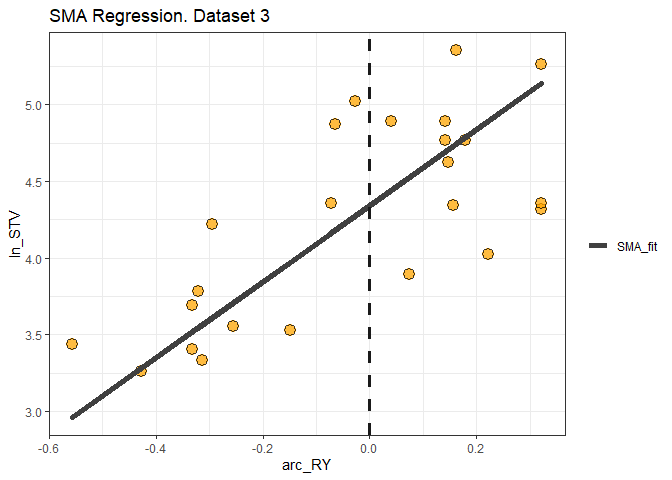 SMA Regression. Dataset 3
ln_STV
5.0
4.5
4.0
3.5
3.0
-0.6 -0.4 -0.2 0.0 0.2
arc_RY
SMA_fit